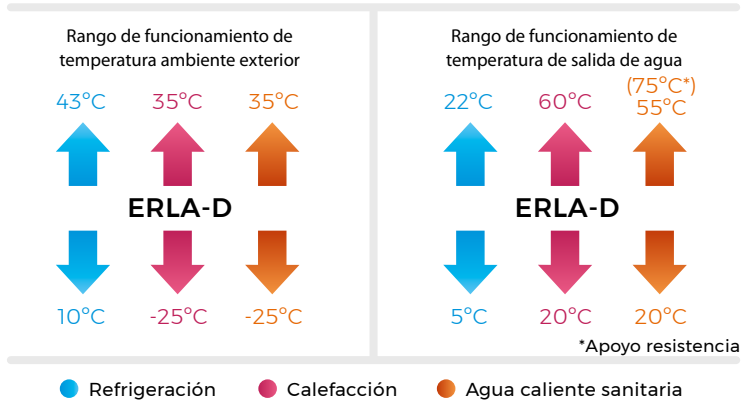 Rango de funcionamiento de
temperatura ambiente exterior
43°C 35°C 35°C
ERLA-D
10°C -25°C -25°C
Rango de funcionamiento de
temperatura de salida de agua
(75°C*)
22°C 60°C 55°C
ERLA-D
5°C 20°C 20°C
*Apoyo resistencia
Refrigeración Calefacción Agua caliente sanitaria